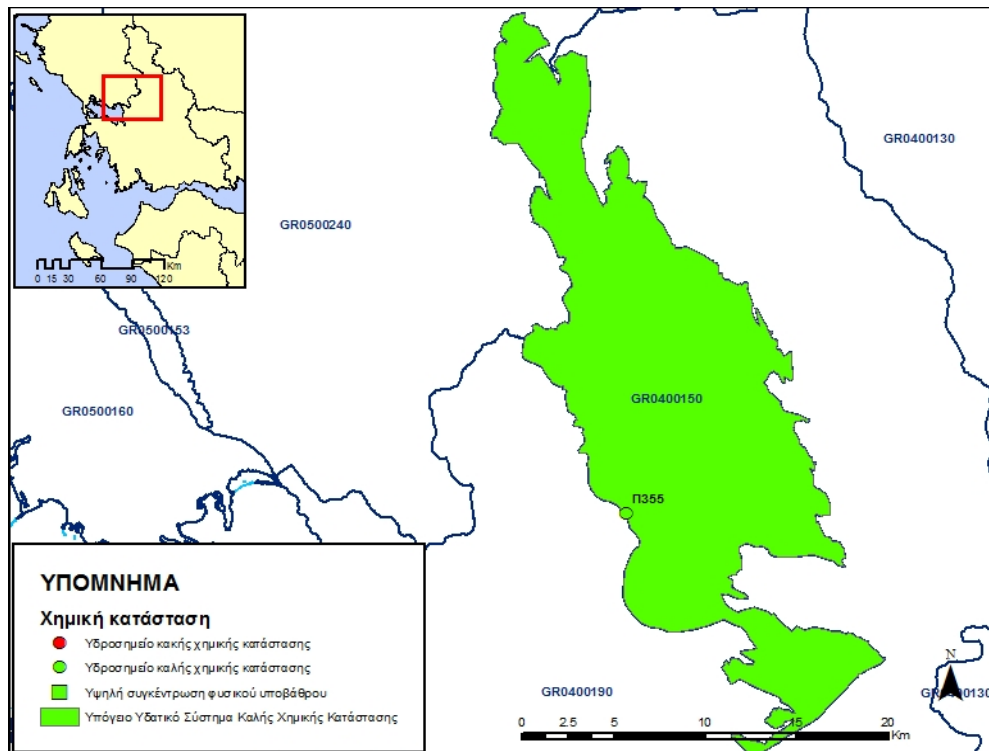 GR0400130
GR0500240
Km
0 15 30 60 90 120
GR0500153
GR0400150
GR0500160
Π355
ΥΠΟΜΝΗΜΑ
Χημική κατάσταση
Υδροσημείο κακής χημικής κατάστασης
Υδροσημείο καλής χημικής κατάστασης
Υψηλή συγκέντρωση φυσικού υποβάθρου
Υπόγειο Υδατικό Σύστημα Καλής Χημικής Κατάστασης
N
GR0400190
0 2.5 5 10 15 20
Km